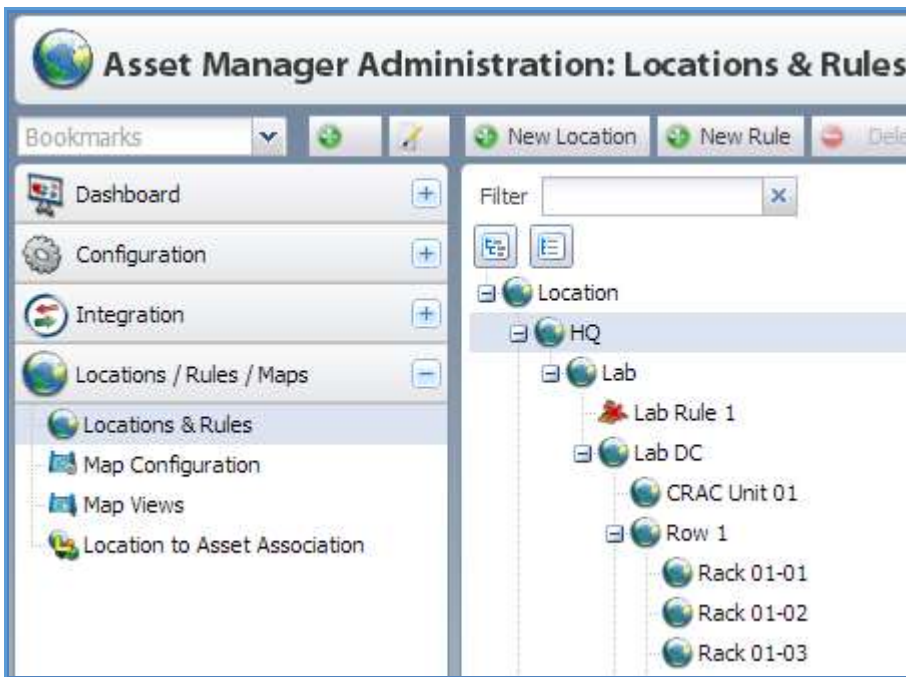 Asset Manager Administration: Locations & Rules
Bookmarks
New Location
New Rule
Dashboard
Configuration
Integration
Locations / Rules / Maps
Locations & Rules
Map Configuration
Map Views
Location to Asset Association
Filter
Location
HQ
Lab
Lab Rule 1
Lab DC
CRAC Unit 01
Row 1
Rack 01-01
Rack 01-02
Rack 01-03